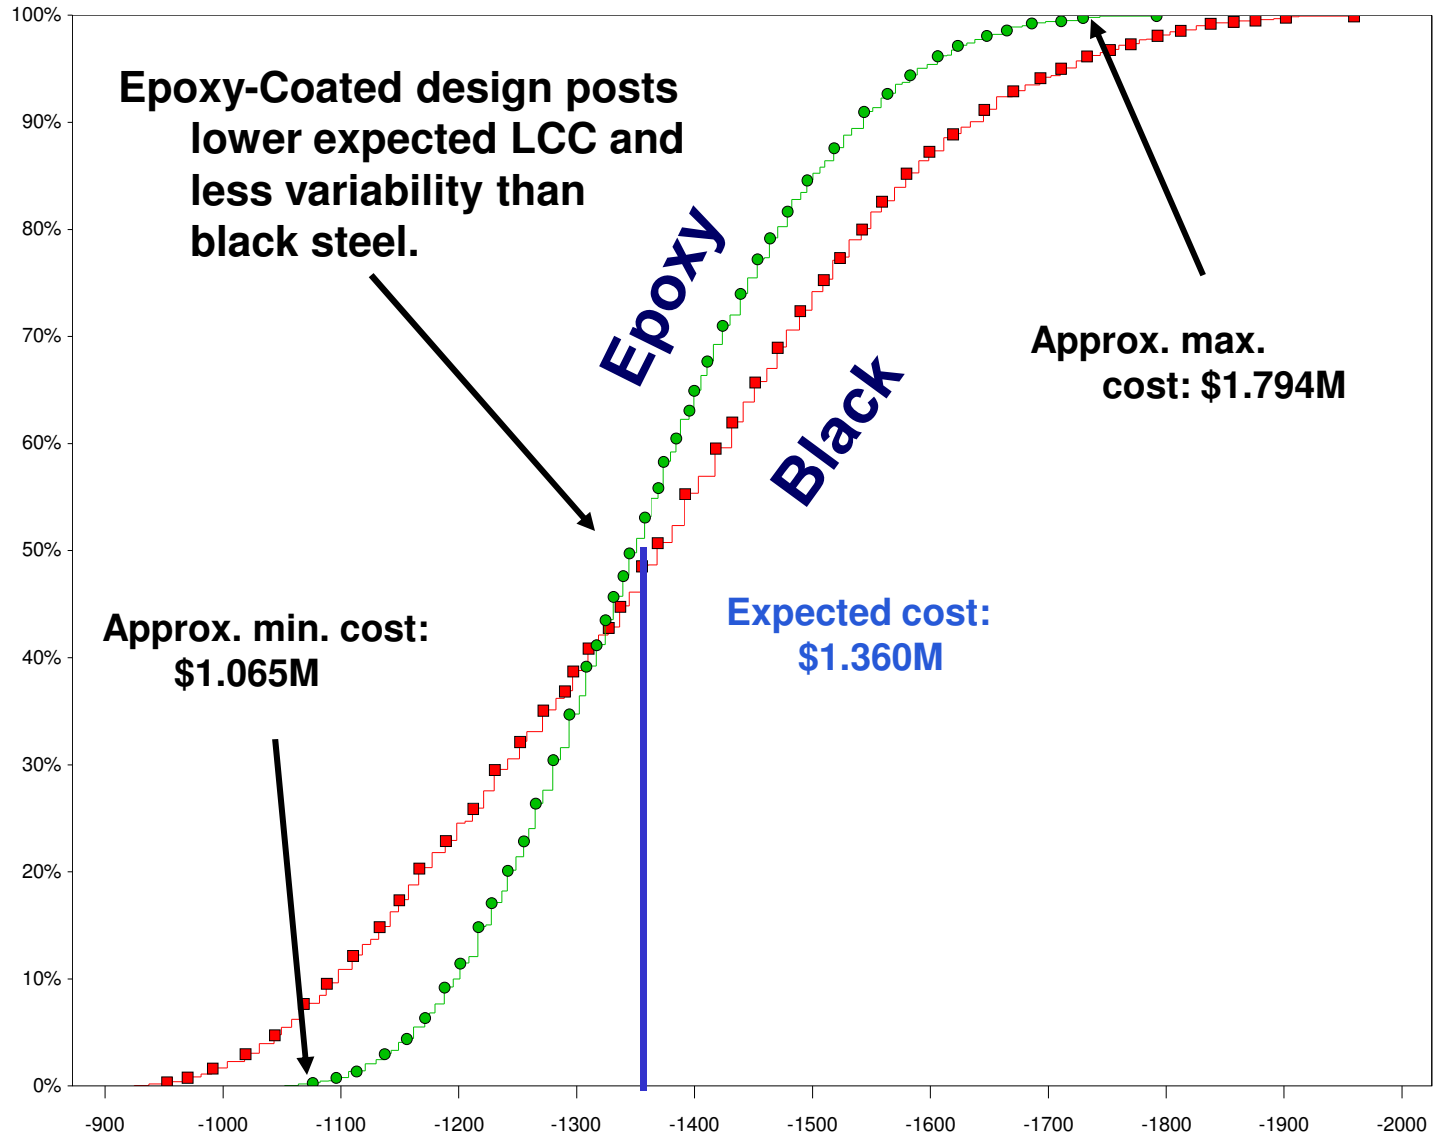 100%
90%
80%
70%
60%
50%
40%
30%
20%
10%
0%
Epoxy-Coated design posts
lower expected LCC and
less variability than
black steel.
Epoxy
Black
Approx. max.
cost: $1.794M
Expected cost:
$1.360M
Approx. min. cost:
$1.065M
-900 -1000 -1100 -1200 -1300 -1400 -1500 -1600 -1700 -1800 -1900 -2000